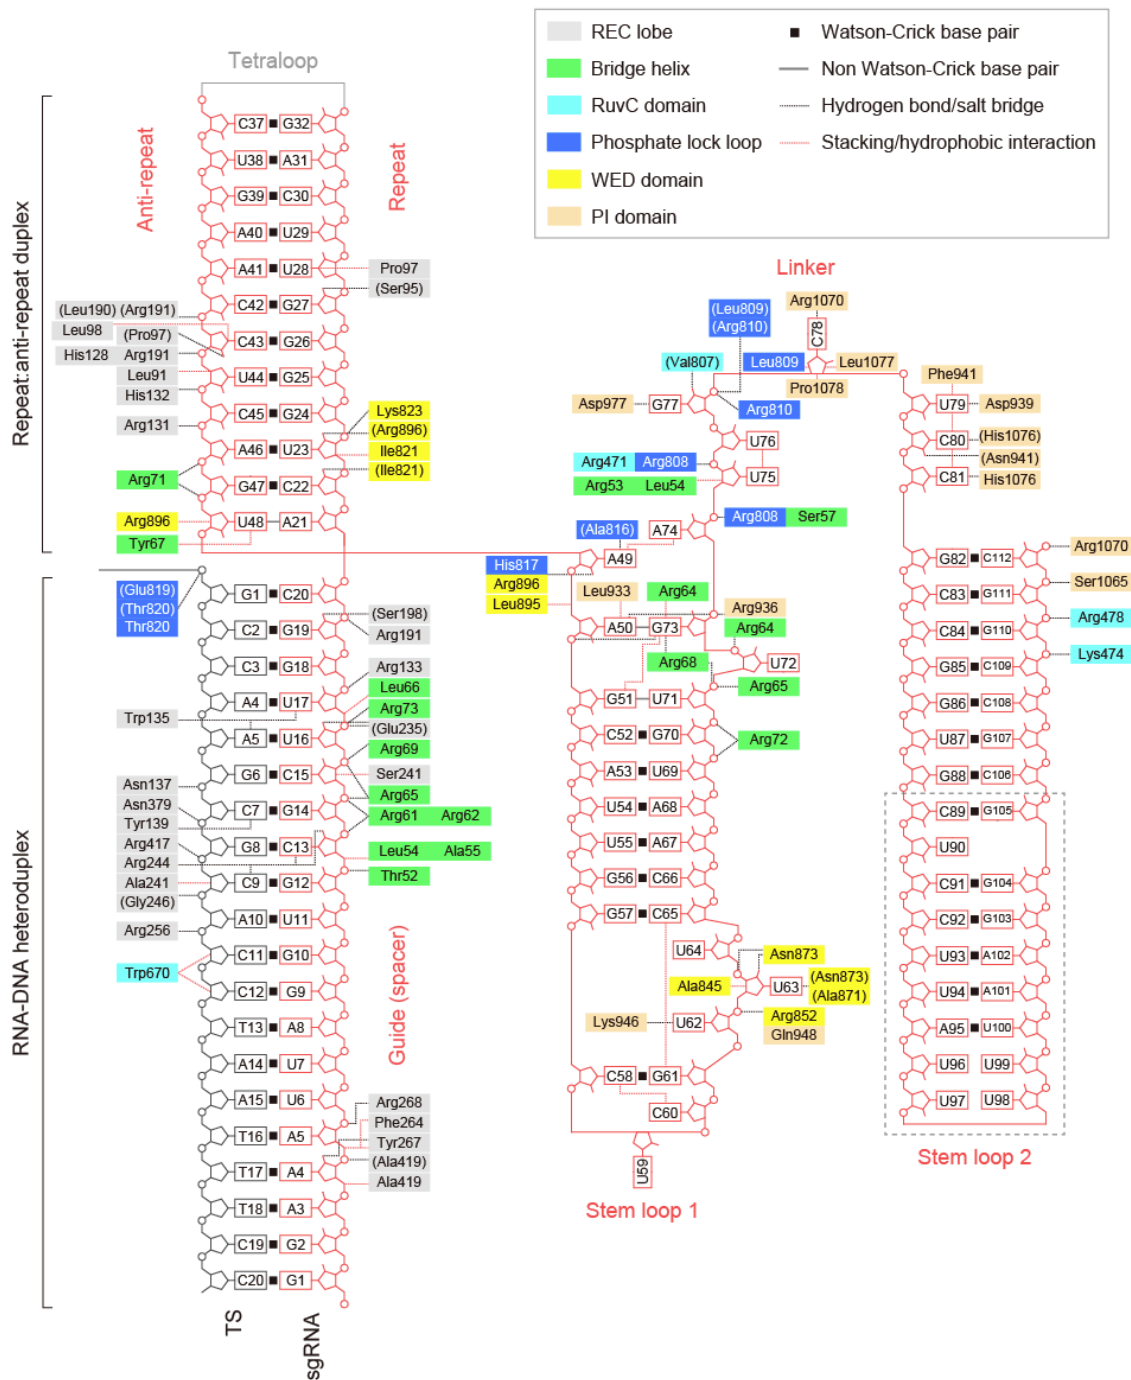 REC lobe
Bridge helix
RuvC domain
Phosphate lock loop
WED domain
PI domain
Watson-Crick base pair
Non Watson-Crick base pair
Hydrogen bond/salt bridge
Stacking/hydrophobic interaction
Tetraloop
Repeat:anti-repeat duplex
Anti-repeat
Repeat
C37 G32
U38 A31
G39 C30
A40 U29
A41 U28 Pro97
(Ser95)
C42 G27
(Leu190) (Arg191)
Leu98
(Pro97)
C43 G26
His128 Arg191
Leu91
U44 G25
His132
C45 G24
Arg131
Lys823
(Arg896)
A46 U23
Ile821
(Ile821)
Arg71
G47 C22
Arg896
U48 A21
Tyr67
RNA-DNA heteroduplex
(Glu819)
(Thr820)
Thr820
G1 C20
(Ser198)
C2 G19
Arg191
C3 G18
Arg133
Leu66
A4 U17
Arg73
Trp135
(Glu235)
A5 U16
Arg69
G6 C15
Ser241
Asn137
Arg65
Asn379
C7 G14
Arg61 Arg62
Tyr139
Arg417
G8 C13
Leu54 Ala55
Arg244
Thr52
Ala241
C9 G12
(Gly246)
A10 U11
Arg256
C11 G10
Trp670
C12 G9
T13 A8
A14 U7
Guide (spacer)
A15 U6
Arg268
Phe264
T16 A5
Tyr267
(Ala419)
T17 A4
Ala419
T18 A3
C19 G2
C20 G1
TS
sgRNA
Linker
Arg1070
(Leu809)
(Arg810)
C78
(Val807)
Leu809
Leu1077
Pro1078
Asp977
G77
Arg810
U76
Arg471 Arg808
Arg53 Leu54
U75
Arg808 Ser57
(Ala816)
A74
A49
His817
Arg896
Leu895
Leu933
Arg64
Arg936
A50 G73
Arg64
Arg68
U72
Arg65
G51 U71
C52 G70
Arg72
A53 U69
U54 A68
U55 A67
G56 C66
G57 C65
U64
Asn873
Ala845
U63
(Asn873)
(Ala871)
Lys946
U62
Arg852
Gln948
C58 G61
C60
U59
Stem loop 1
Phe941
U79 Asp939
C80 (His1076)
(Asn941)
C81 His1076
G82 C112 Arg1070
C83 G111 Ser1065
C84 G110 Arg478
G85 C109 Lys474
G86 C108
U87 G107
G88 C106
C89 G105
U90
C91 G104
C92 G103
U93 A102
U94 A101
A95 U100
U96 U99
U97 U98
Stem loop 2